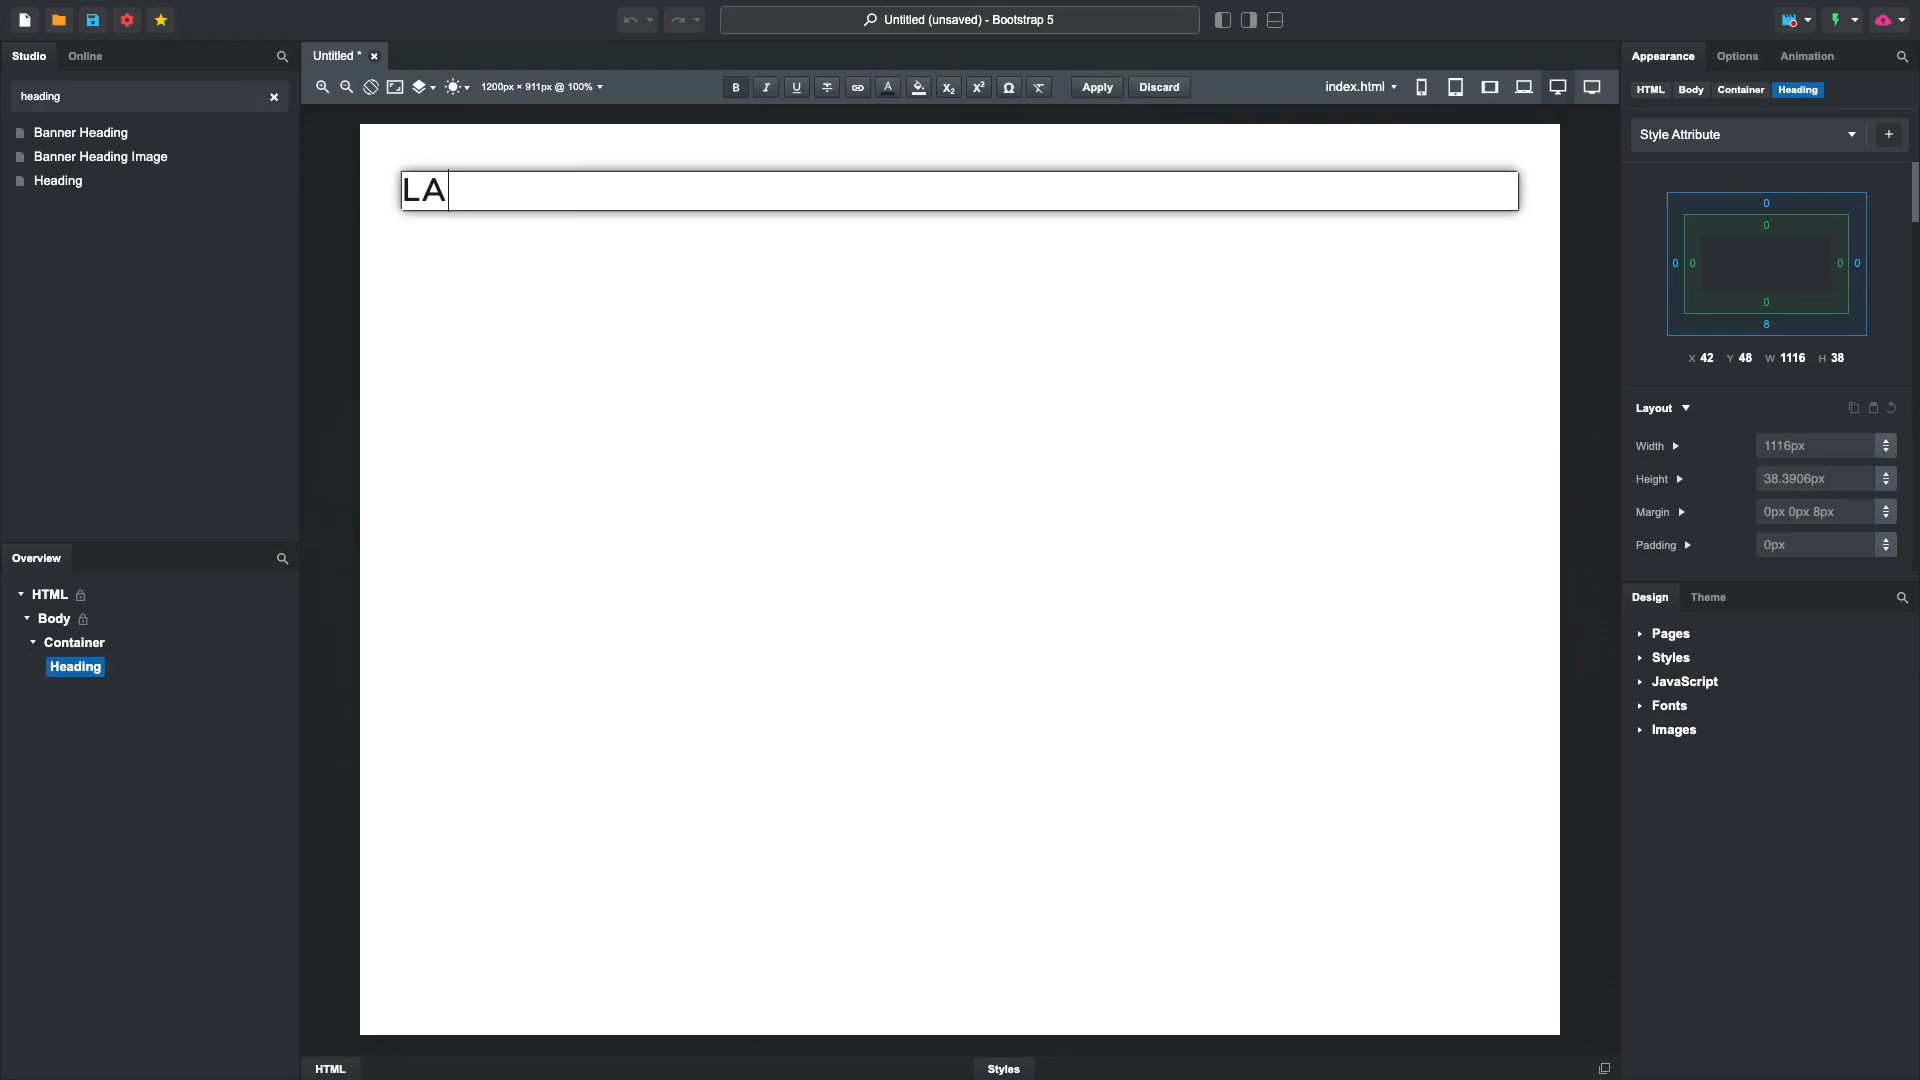 Untitled (unsaved) - Bootstrap 5
Studio
Online
Untitled *
Appearance
Options
Animation
heading
1200px × 911px @ 100%
B
I
U
A
X₂
X²
Ω
Apply
Discard
index.html
HTML
Body
Container
Heading
Banner Heading
Banner Heading Image
Heading
Style Attribute
LA
0
0
0
0
0
0
0
8
X 42 Y 48 W 1116 H 38
Layout
Width
1116px
Height
38.3906px
Margin
0px 0px 8px
Padding
0px
Overview
HTML
Body
Container
Heading
Design
Theme
Pages
Styles
JavaScript
Fonts
Images
HTML
Styles